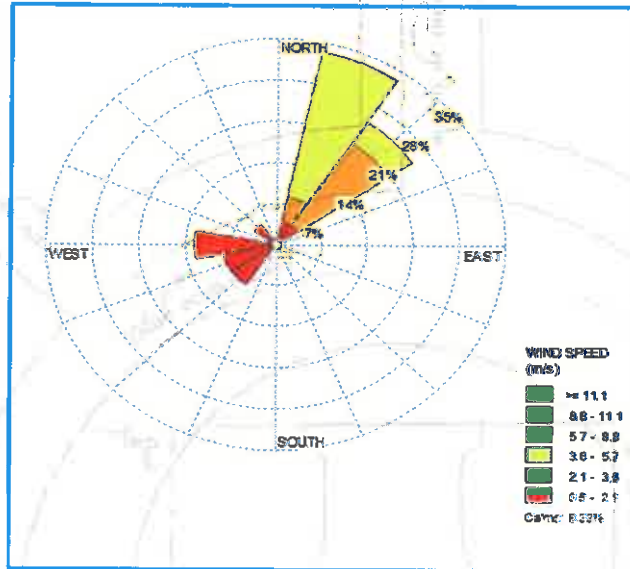 NORTH
35%
28%
21%
14%
7%
WEST
EAST
SOUTH
WIND SPEED
(m/s)
>= 11.1
8.8 - 11.1
5.7 - 8.8
3.6 - 5.7
2.1 - 3.6
0.5 - 2.1
Calms: